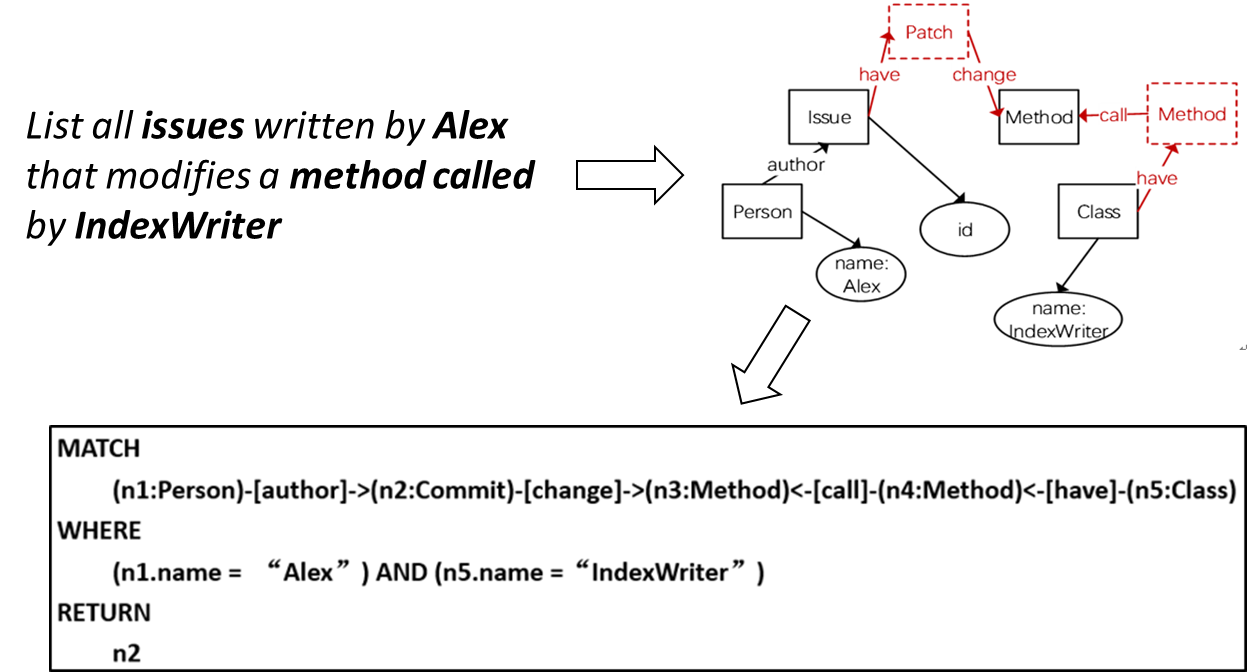 List all issues written by Alex
that modifies a method called
by IndexWriter
Patch
have
change
Issue
Method
call
Method
author
have
Person
id
Class
name:
Alex
name:
IndexWriter
MATCH
(n1:Person)-[author]->(n2:Commit)-[change]->(n3:Method)<-[call]-(n4:Method)<-[have]-(n5:Class)
WHERE
(n1.name = “Alex” ) AND (n5.name = “IndexWriter” )
RETURN
n2